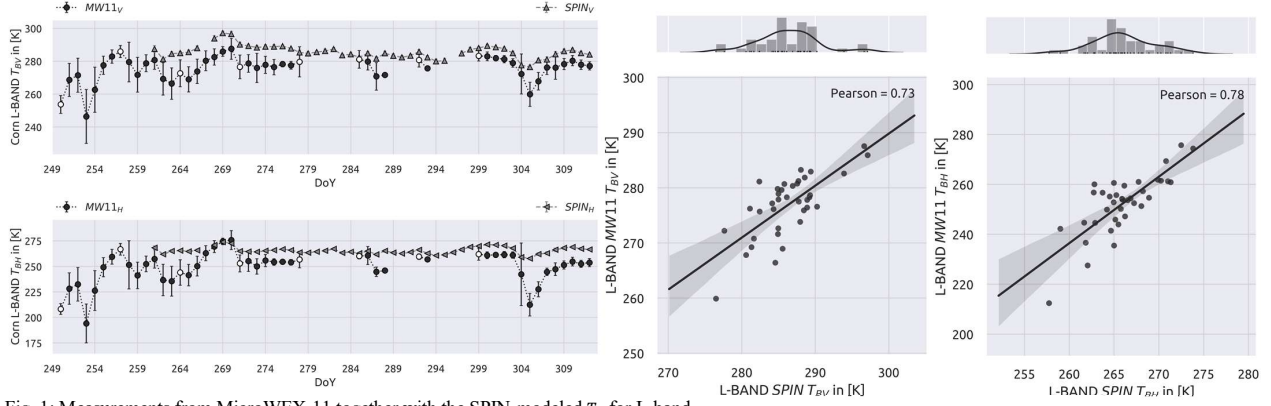 MW11V
SPINV
Corn L-BAND TBV in [K]
300
280
260
240
249 254 259 264 269 274 279 284 289 294 299 304 309
DoY
MW11H
SPINH
Corn L-BAND TBH in [K]
275
250
225
200
175
249 254 259 264 269 274 279 284 289 294 299 304 309
DoY
Pearson = 0.73
L-BAND MW11 TBV in [K]
300
290
280
270
260
250
270 280 290 300
L-BAND SPIN TBV in [K]
Pearson = 0.78
L-BAND MW11 TBH in [K]
300
280
260
240
220
200
255 260 265 270 275 280
L-BAND SPIN TBH in [K]
Fig. 1: Measurements from MicroWEX-11 together with the SPIN-modeled TB for L-band